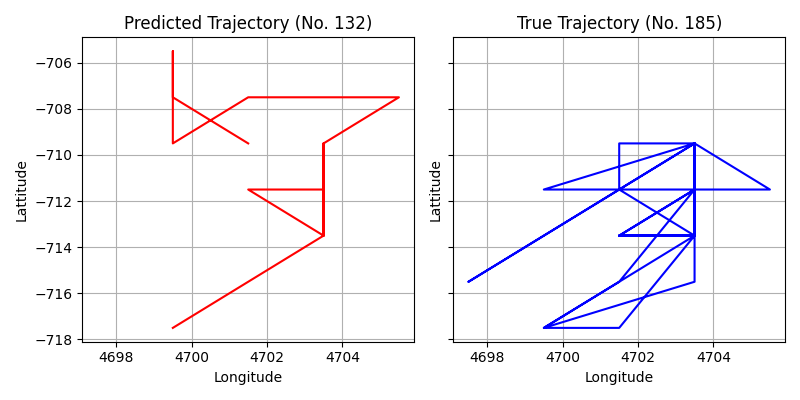 Predicted Trajectory (No. 132)
True Trajectory (No. 185)
−706
−708
−710
−712
−714
−716
−718
Lattitude
Lattitude
4698 4700 4702 4704
4698 4700 4702 4704
Longitude
Longitude